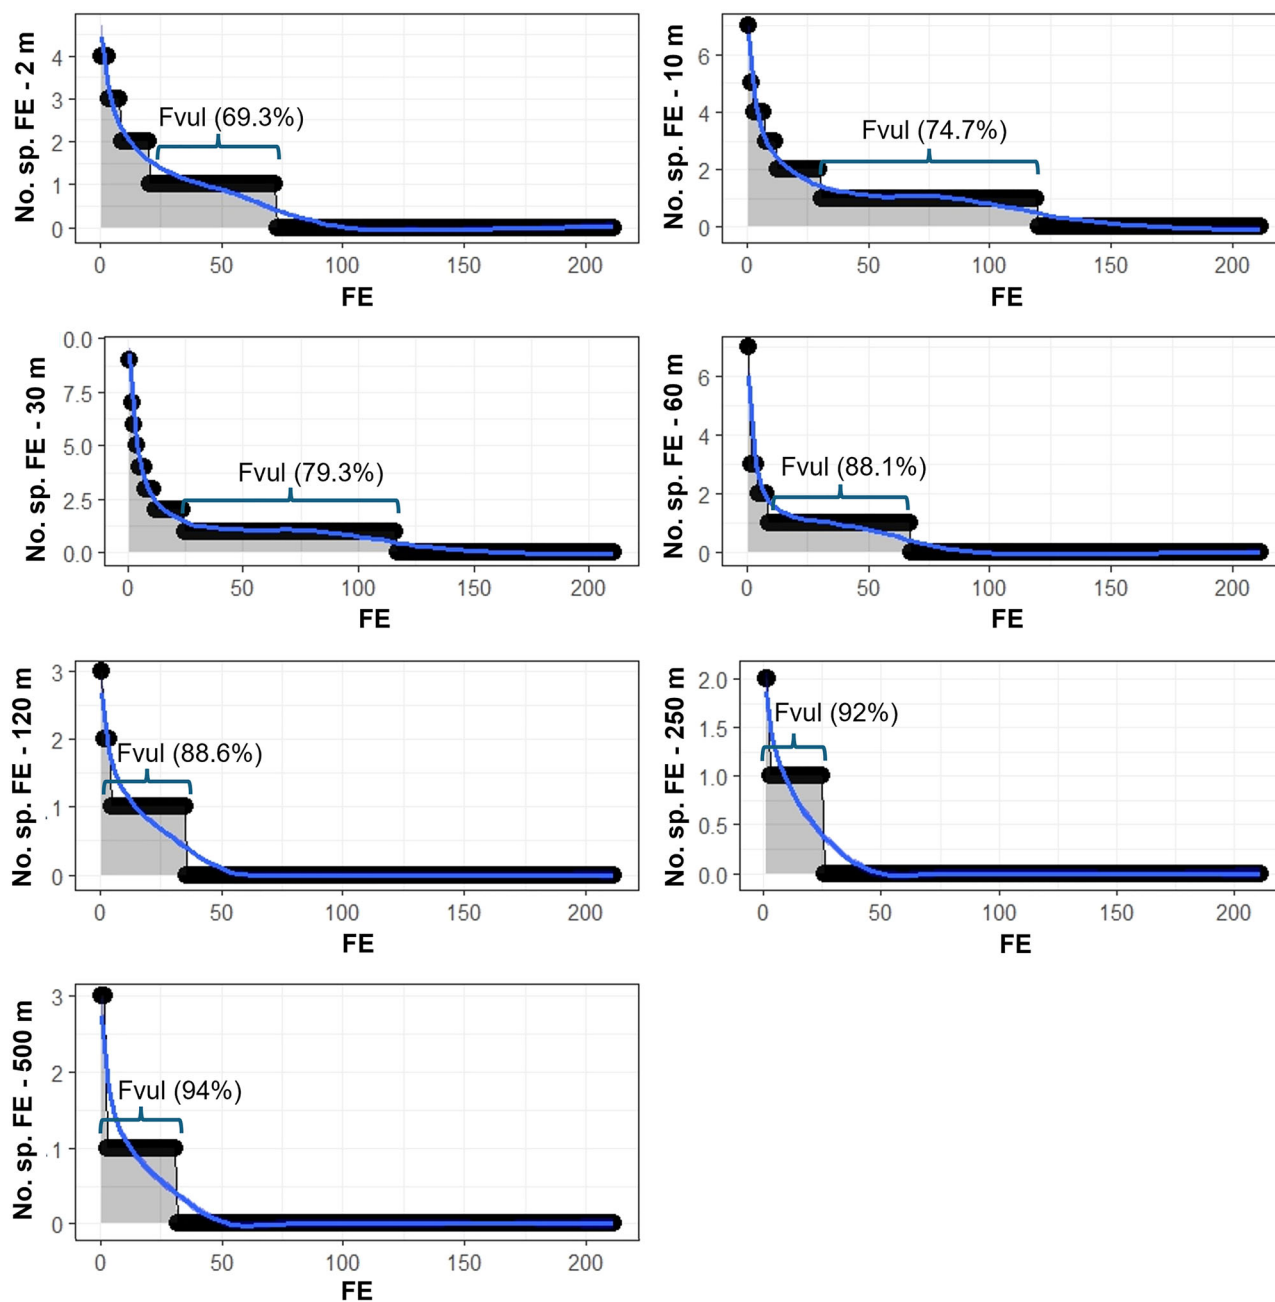 No. sp. FE - 2 m
4
3
2
1
0
Fvul (69.3%)
0 50 100 150 200
FE
No. sp. FE - 10 m
6
4
2
0
Fvul (74.7%)
0 50 100 150 200
FE
No. sp. FE - 30 m
0.0
7.5
5.0
2.5
0.0
Fvul (79.3%)
0 50 100 150 200
FE
No. sp. FE - 60 m
6
4
2
0
Fvul (88.1%)
0 50 100 150 200
FE
No. sp. FE - 120 m
3
2
1
0
Fvul (88.6%)
0 50 100 150 200
FE
No. sp. FE - 250 m
2.0
1.5
1.0
0.5
0.0
Fvul (92%)
0 50 100 150 200
FE
No. sp. FE - 500 m
3
2
1
0
Fvul (94%)
0 50 100 150 200
FE